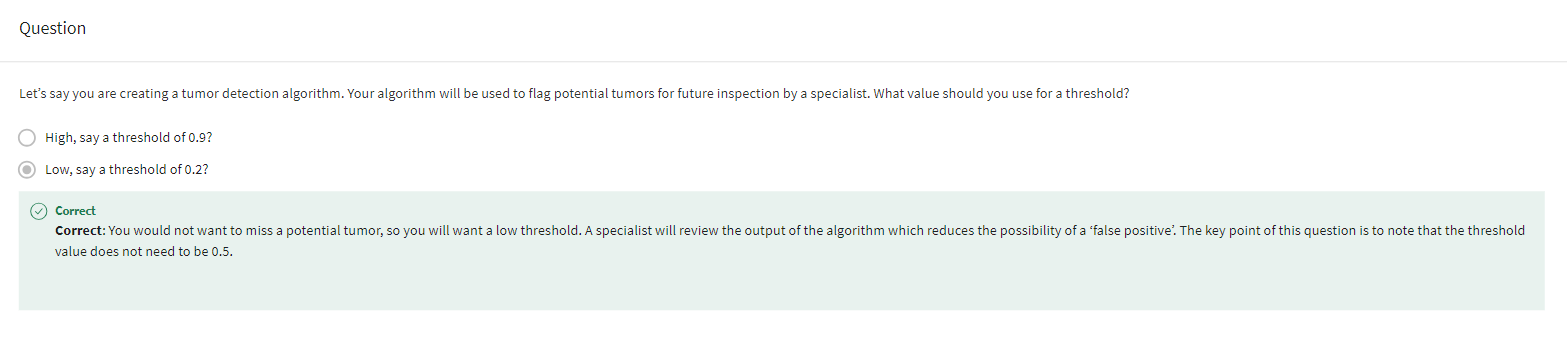 Question
Let's say you are creating a tumor detection algorithm. Your algorithm will be used to flag potential tumors for future inspection by a specialist. What value should you use for a threshold?
High, say a threshold of 0.9?
Low, say a threshold of 0.2?
Correct
Correct: You would not want to miss a potential tumor, so you will want a low threshold. A specialist will review the output of the algorithm which reduces the possibility of a ‘false positive’. The key point of this question is to note that the threshold
value does not need to be 0.5.